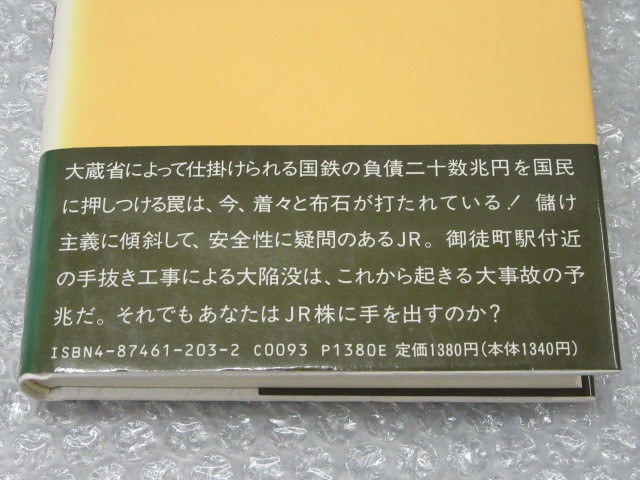 大蔵省によって仕掛けられる国鉄の負債二十数兆円を国民
に押しつける罠は、今、着々と布石が打たれている！儲け
主義に傾斜して、安全性に疑問のあるJR。御徒町駅付近
の手抜き工事による大陥没は、これから起きる大事故の予
兆だ。それでもあなたはJR株に手を出すのか？
ISBN4-87461-203-2 C0093 P1380E 定価1380円(本体1340円)